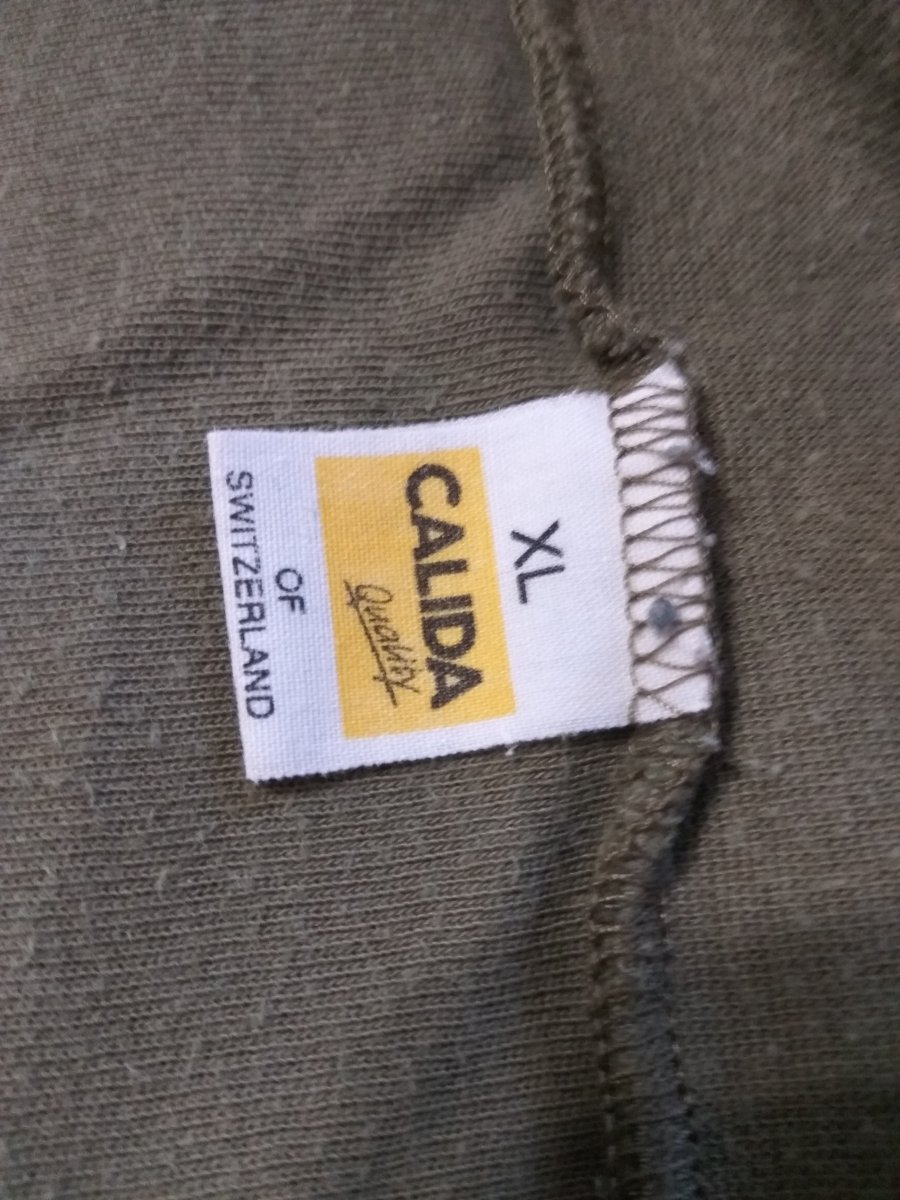 XL
CALIDA
Quality
OF
SWITZERLAND